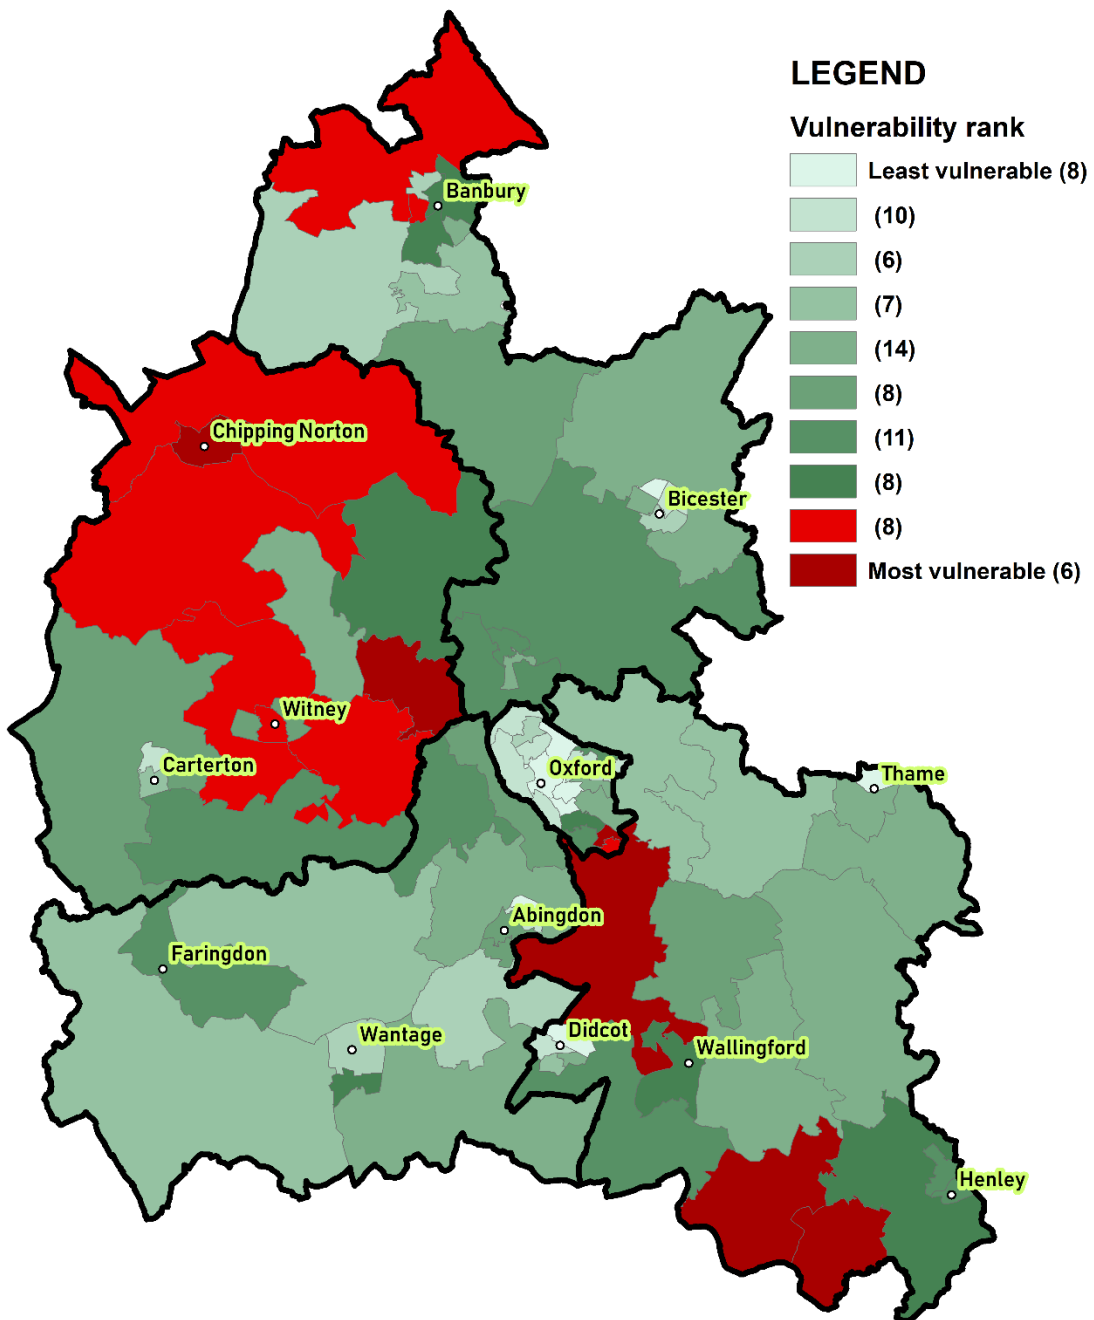 LEGEND
Vulnerability rank
Least vulnerable (8)
(10)
(6)
(7)
(14)
(8)
(11)
(8)
(8)
Most vulnerable (6)
Banbury
Chipping Norton
Bicester
Witney
Carterton
Oxford
Thame
Abingdon
Faringdon
Wantage
Didcot
Wallingford
Henley